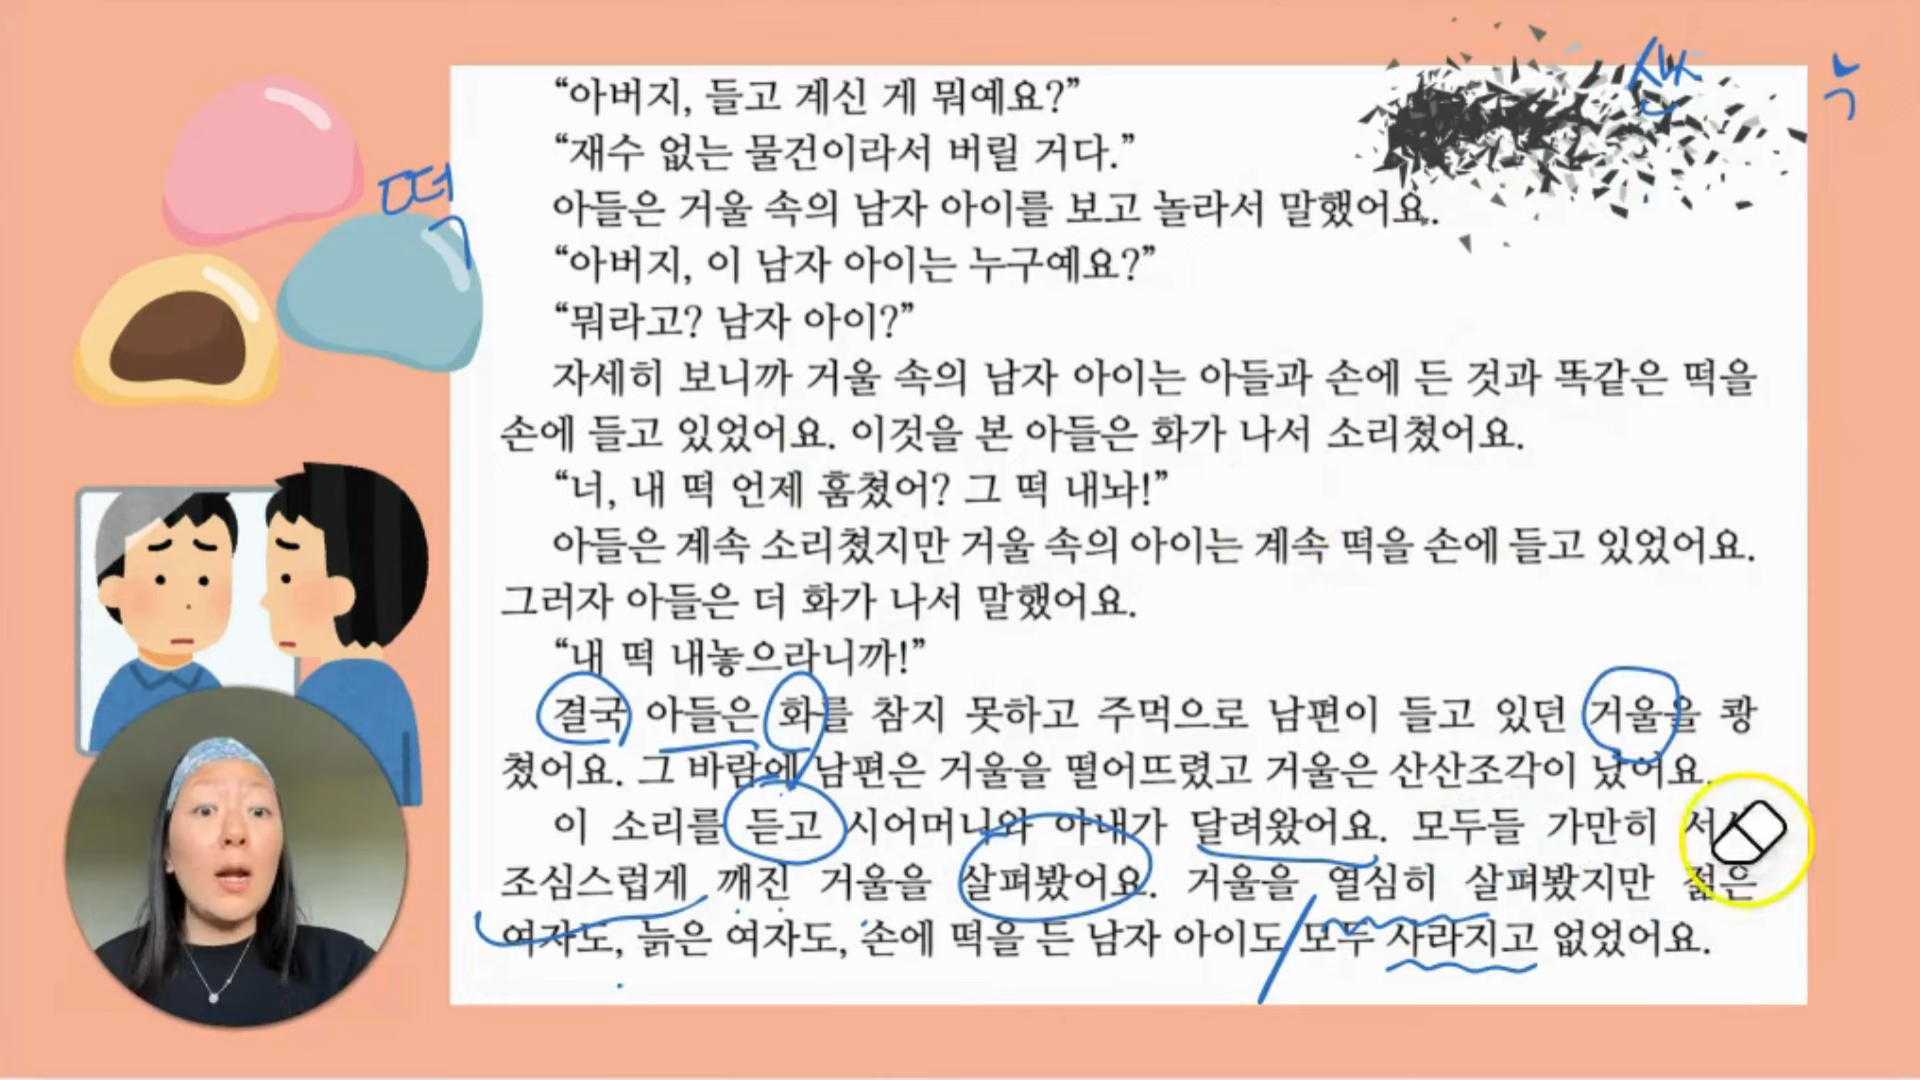 “아버지, 들고 계신 게 뭐예요?”
“재수 없는 물건이라서 버릴 거다.”
아들은 거울 속의 남자 아이를 보고 놀라서 말했어요.
“아버지, 이 남자 아이는 누구예요?”
“뭐라고? 남자 아이?”
자세히 보니까 거울 속의 남자 아이는 아들과 손에 든 것과 똑같은 떡을
손에 들고 있었어요. 이것을 본 아들은 화가 나서 소리쳤어요.
“너, 내 떡 언제 훔쳤어? 그 떡 내놔!”
아들은 계속 소리쳤지만 거울 속의 아이는 계속 떡을 손에 들고 있었어요.
그러자 아들은 더 화가 나서 말했어요.
“내 떡 내놓으라니까!”
결국 아들은 화를 참지 못하고 주먹으로 남편이 들고 있던 거울을 쾅
쳤어요. 그 바람에 남편은 거울을 떨어뜨렸고 거울은 산산조각이 났어요.
이 소리를 듣고 시어머니와 아내가 달려왔어요. 모두들 가만히
조심스럽게 깨진 거울을 살펴봤어요. 거울을 열심히 살펴봤지만 젊은
여자도, 늙은 여자도, 손에 떡을 든 남자 아이도 모두 사라지고 없었어요.
떡